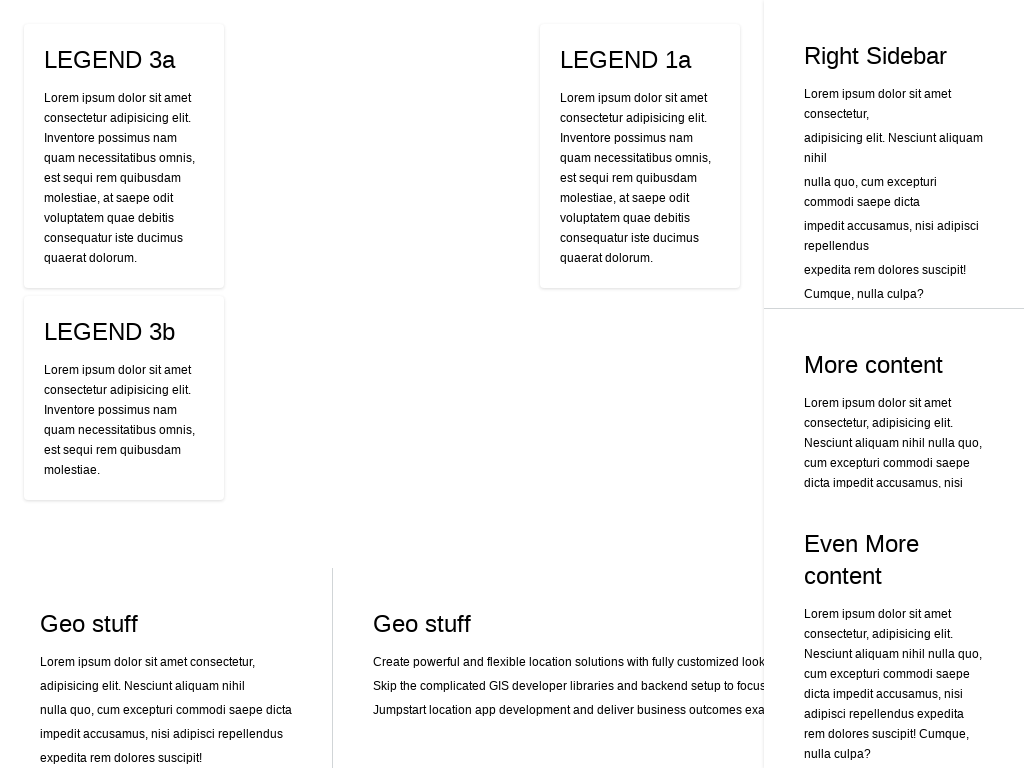 LEGEND 3a
Lorem ipsum dolor sit amet
consectetur adipisicing elit.
Inventore possimus nam
quam necessitatibus omnis,
est sequi rem quibusdam
molestiae, at saepe odit
voluptatem quae debitis
consequatur iste ducimus
quaerat dolorum.
LEGEND 3b
Lorem ipsum dolor sit amet
consectetur adipisicing elit.
Inventore possimus nam
quam necessitatibus omnis,
est sequi rem quibusdam
molestiae.
LEGEND 1a
Lorem ipsum dolor sit amet
consectetur adipisicing elit.
Inventore possimus nam
quam necessitatibus omnis,
est sequi rem quibusdam
molestiae, at saepe odit
voluptatem quae debitis
consequatur iste ducimus
quaerat dolorum.
Geo stuff
Lorem ipsum dolor sit amet consectetur,
adipisicing elit. Nesciunt aliquam nihil
nulla quo, cum excepturi commodi saepe dicta
impedit accusamus, nisi adipisci repellendus
expedita rem dolores suscipit!
Geo stuff
Create powerful and flexible location solutions with fully customized look
Skip the complicated GIS developer libraries and backend setup to focus
Jumpstart location app development and deliver business outcomes exa
Right Sidebar
Lorem ipsum dolor sit amet
consectetur,
adipisicing elit. Nesciunt aliquam
nihil
nulla quo, cum excepturi
commodi saepe dicta
impedit accusamus, nisi adipisci
repellendus
expedita rem dolores suscipit!
Cumque, nulla culpa?
More content
Lorem ipsum dolor sit amet
consectetur, adipisicing elit.
Nesciunt aliquam nihil nulla quo,
cum excepturi commodi saepe
dicta impedit accusamus, nisi
Even More
content
Lorem ipsum dolor sit amet
consectetur, adipisicing elit.
Nesciunt aliquam nihil nulla quo,
cum excepturi commodi saepe
dicta impedit accusamus, nisi
adipisci repellendus expedita
rem dolores suscipit! Cumque,
nulla culpa?